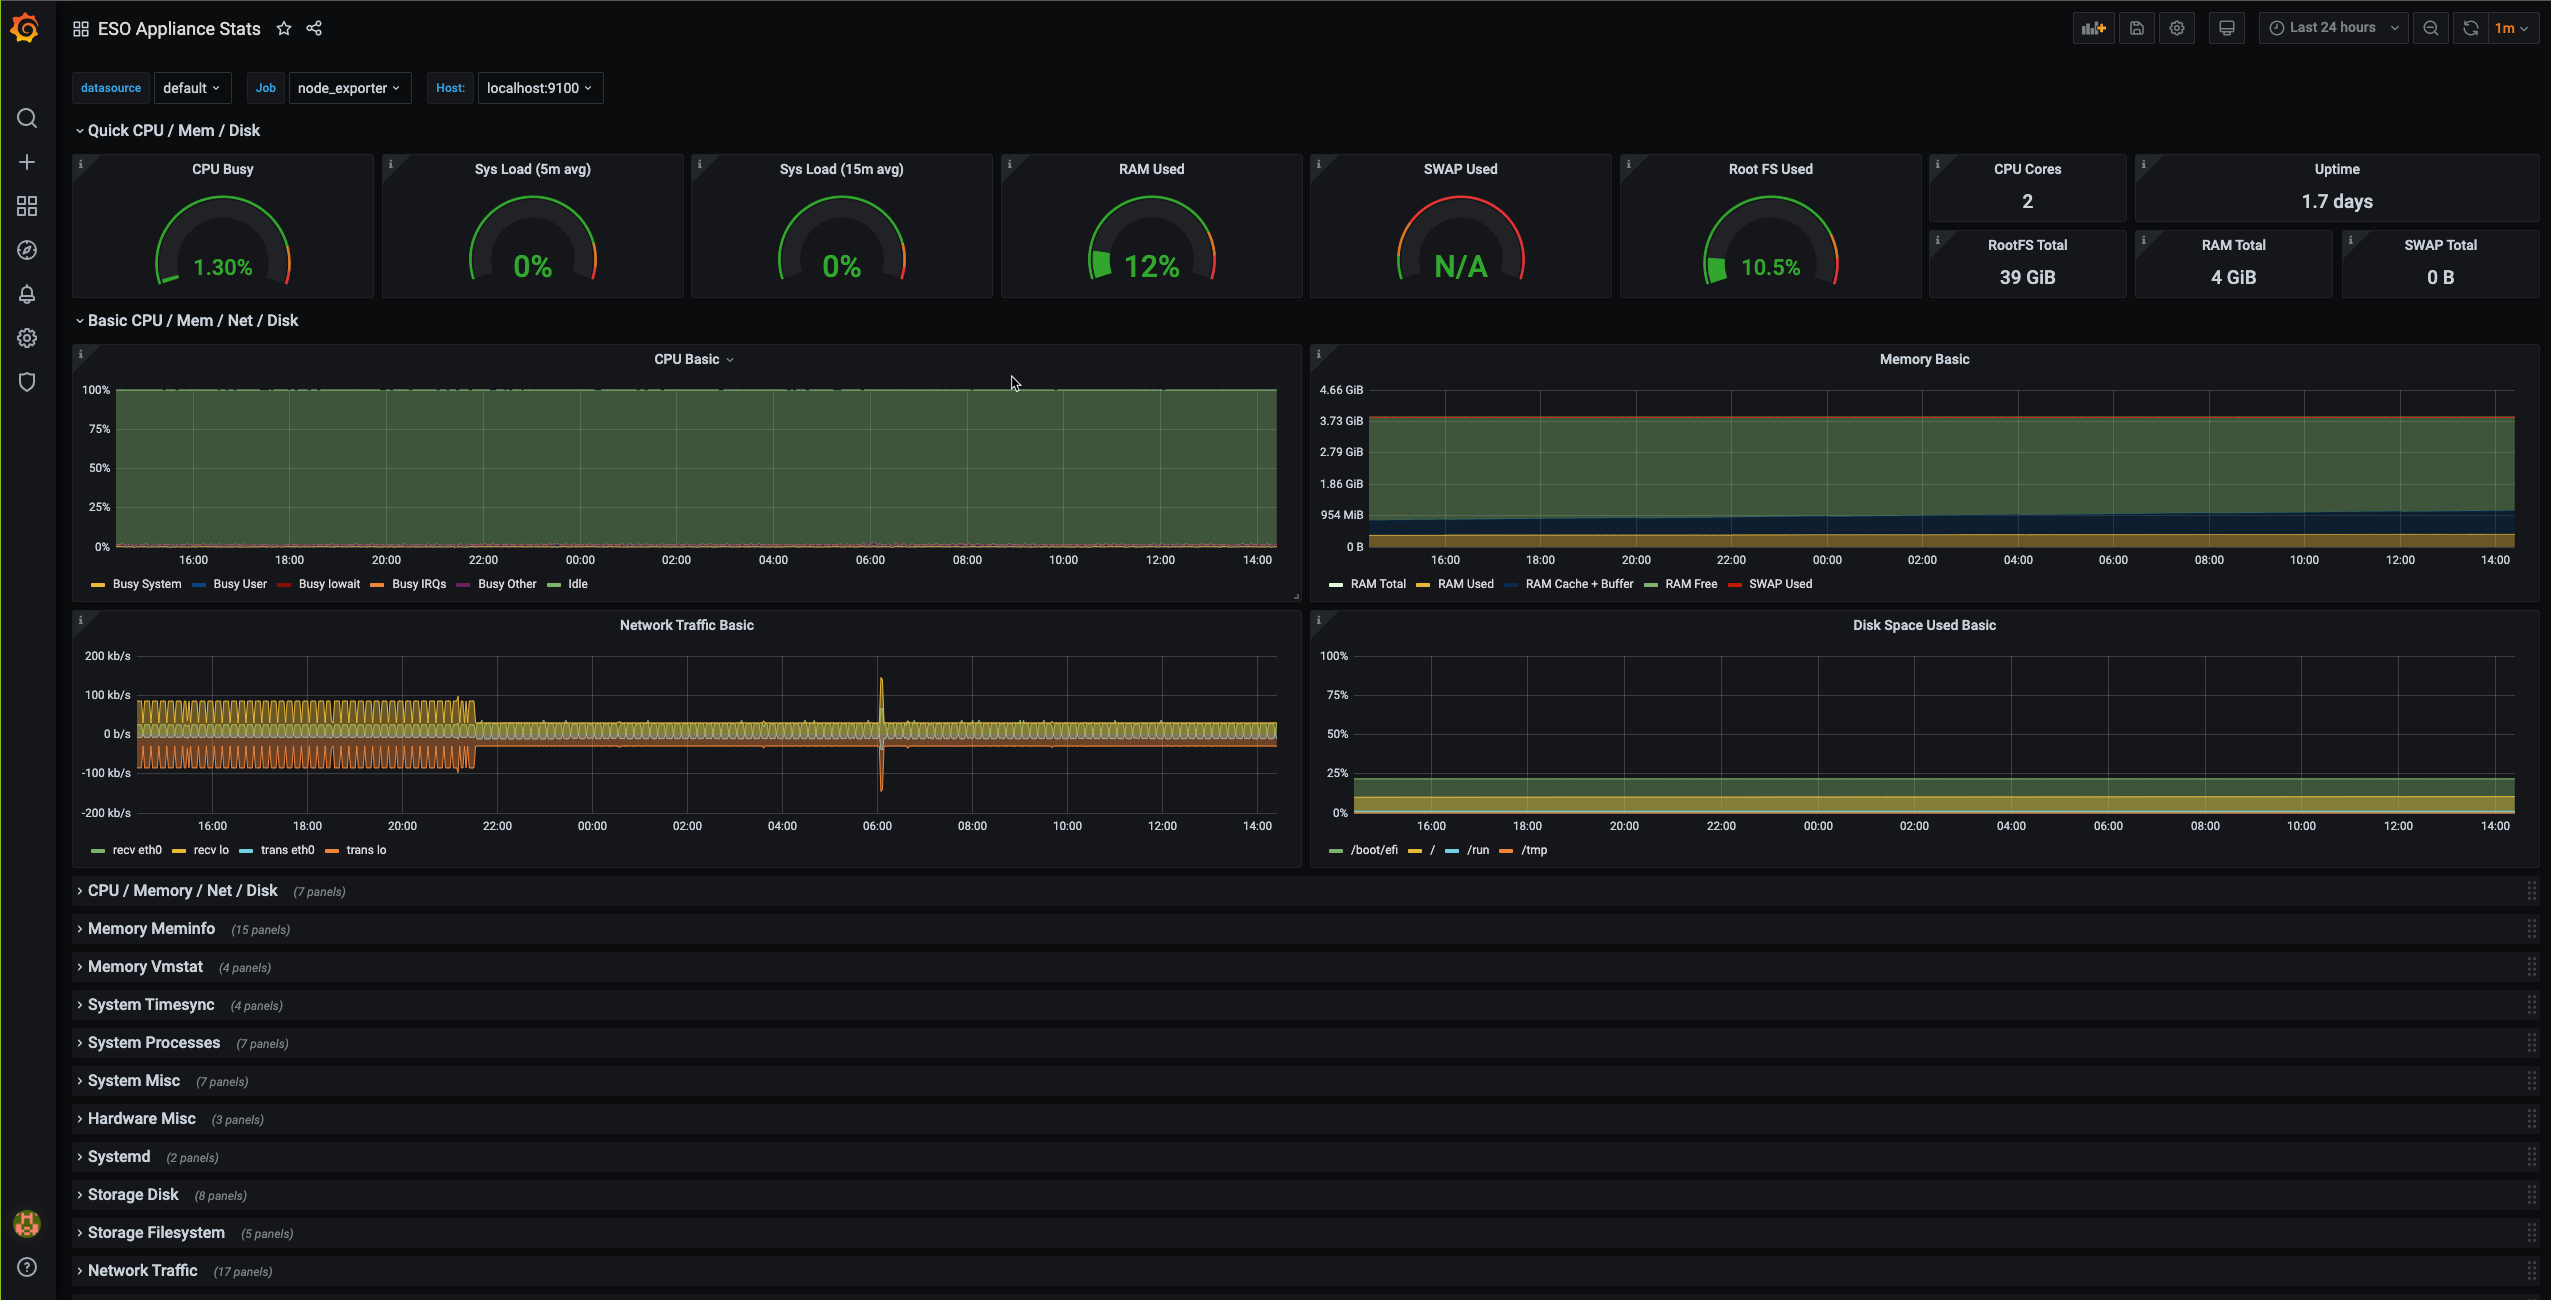 ESO Appliance Stats
Last 24 hours
1m
datasource default Job node_exporter Host: localhost:9100
Quick CPU / Mem / Disk
CPU Busy
1.30%
Sys Load (5m avg)
0%
Sys Load (15m avg)
0%
RAM Used
12%
SWAP Used
N/A
Root FS Used
10.5%
CPU Cores
2
Uptime
1.7 days
RootFS Total
39 GiB
RAM Total
4 GiB
SWAP Total
0 B
Basic CPU / Mem / Net / Disk
CPU Basic
100%
75%
50%
25%
0%
16:00 18:00 20:00 22:00 00:00 02:00 04:00 06:00 08:00 10:00 12:00 14:00
Busy System Busy User Busy Iowait Busy IRQs Busy Other Idle
Memory Basic
4.66 GiB
3.73 GiB
2.79 GiB
1.86 GiB
954 MiB
0 B
16:00 18:00 20:00 22:00 00:00 02:00 04:00 06:00 08:00 10:00 12:00 14:00
RAM Total RAM Used RAM Cache + Buffer RAM Free SWAP Used
Network Traffic Basic
200 kb/s
100 kb/s
0 b/s
-100 kb/s
-200 kb/s
16:00 18:00 20:00 22:00 00:00 02:00 04:00 06:00 08:00 10:00 12:00 14:00
recv eth0 recv lo trans eth0 trans lo
Disk Space Used Basic
100%
75%
50%
25%
0%
16:00 18:00 20:00 22:00 00:00 02:00 04:00 06:00 08:00 10:00 12:00 14:00
/boot/efi / /run /tmp
CPU / Memory / Net / Disk (7 panels)
Memory Meminfo (15 panels)
Memory Vmstat (4 panels)
System Timesync (4 panels)
System Processes (7 panels)
System Misc (7 panels)
Hardware Misc (3 panels)
Systemd (2 panels)
Storage Disk (8 panels)
Storage Filesystem (5 panels)
Network Traffic (17 panels)